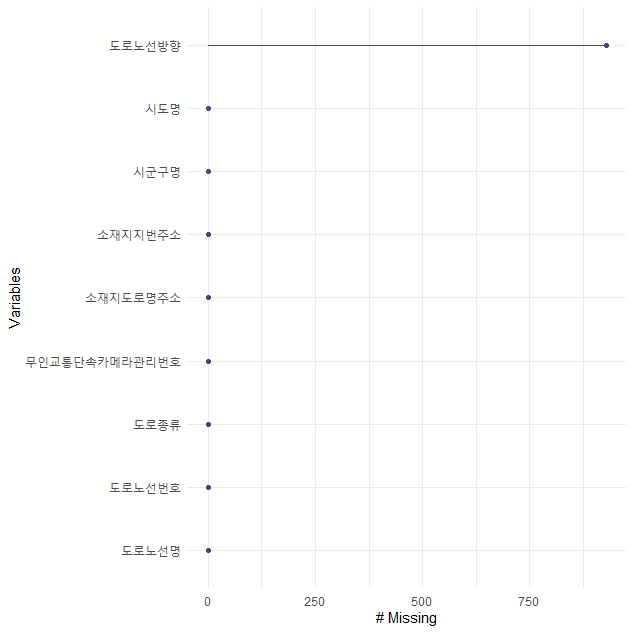 도로노선방향
시도명
시군구명
소재지지번주소
소재지도로명주소
무인교통단속카메라관리번호
도로종류
도로노선번호
도로노선명
Variables
0 250 500 750
# Missing